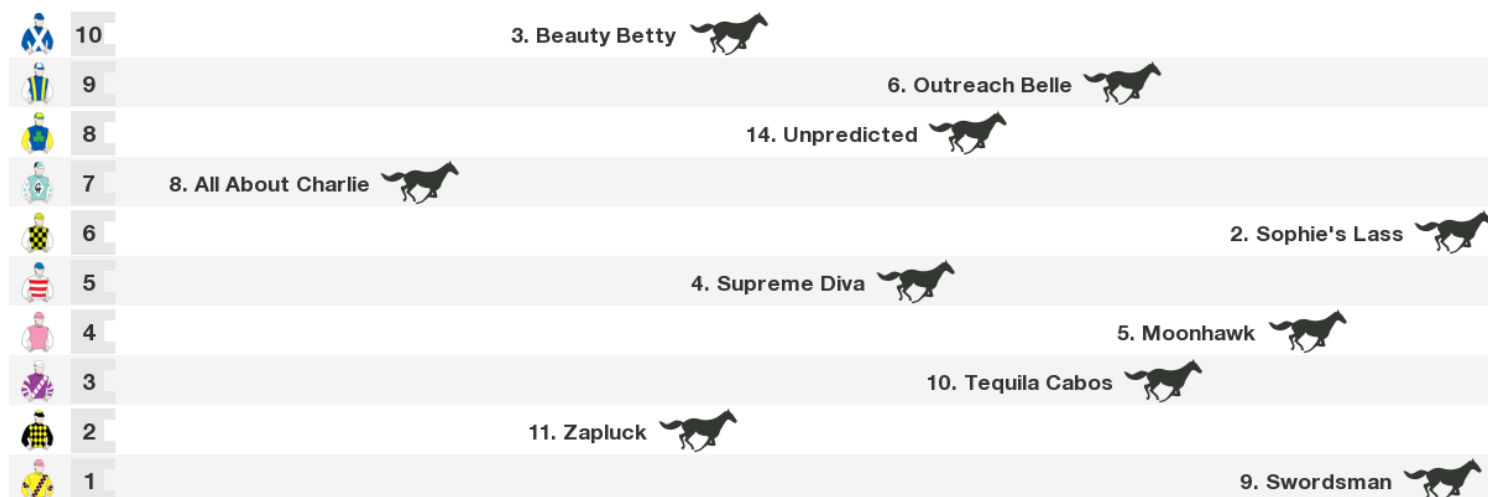 10 3. Beauty Betty
9 6. Outreach Belle
8 14. Unpredicted
7 8. All About Charlie
6 2. Sophie's Lass
5 4. Supreme Diva
4 5. Moonhawk
3 10. Tequila Cabos
2 11. Zapluck
1 9. Swordsman